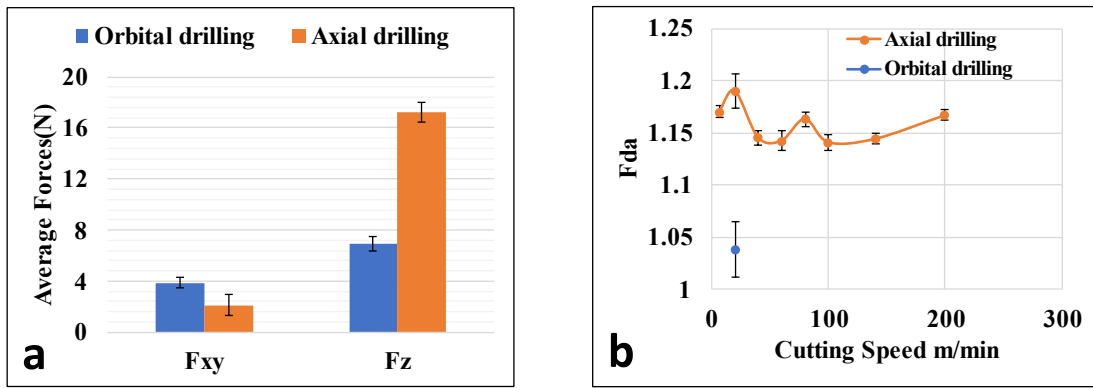 Orbital drilling Axial drilling
20
16
12
8
4
0
Average Forces(N)
Fxy Fz
a
1.25
1.2
1.15
1.1
1.05
1
Fda
Axial drilling
Orbital drilling
0 100 200 300
Cutting Speed m/min
b